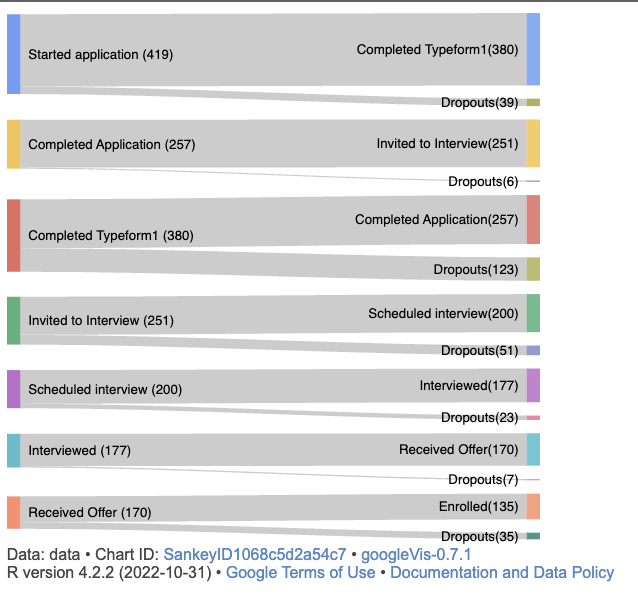 Started application (419)
Completed Typeform1(380)
Dropouts(39)
Completed Application (257)
Invited to Interview(251)
Dropouts(6)
Completed Typeform1 (380)
Completed Application(257)
Dropouts(123)
Invited to Interview (251)
Scheduled interview(200)
Dropouts(51)
Scheduled interview (200)
Interviewed(177)
Dropouts(23)
Interviewed (177)
Received Offer(170)
Dropouts(7)
Received Offer (170)
Enrolled(135)
Dropouts(35)
Data: data • Chart ID: SankeyID1068c5d2a54c7 • googleVis-0.7.1
R version 4.2.2 (2022-10-31) • Google Terms of Use • Documentation and Data Policy